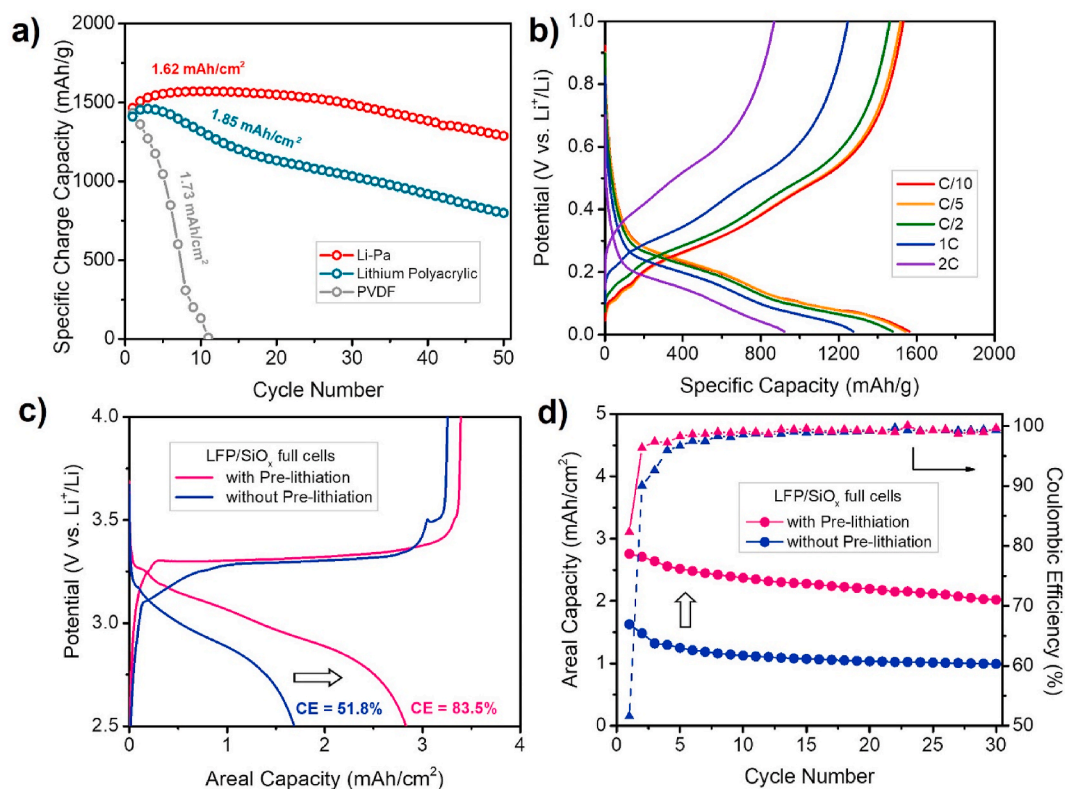 a)
Specific Charge Capacity (mAh/g)
2000
1500
1000
500
0
1.62 mAh/cm²
1.85 mAh/cm²
1.73 mAh/cm²
Li-Pa
Lithium Polyacrylic
PVDF
0 10 20 30 40 50
Cycle Number
b)
Potential (V vs. Li⁺/Li)
1.0
0.8
0.6
0.4
0.2
0.0
C/10
C/5
C/2
1C
2C
0 400 800 1200 1600 2000
Specific Capacity (mAh/g)
c)
Potential (V vs. Li⁺/Li)
4.0
3.5
3.0
2.5
LFP/SiOₓ full cells
with Pre-lithiation
without Pre-lithiation
CE = 51.8% CE = 83.5%
0 1 2 3 4
Areal Capacity (mAh/cm²)
d)
Areal Capacity (mAh/cm²)
5
4
3
2
1
0
LFP/SiOₓ full cells
with Pre-lithiation
without Pre-lithiation
100
90
80
70
60
50
Coulombic Efficiency (%)
0 5 10 15 20 25 30
Cycle Number